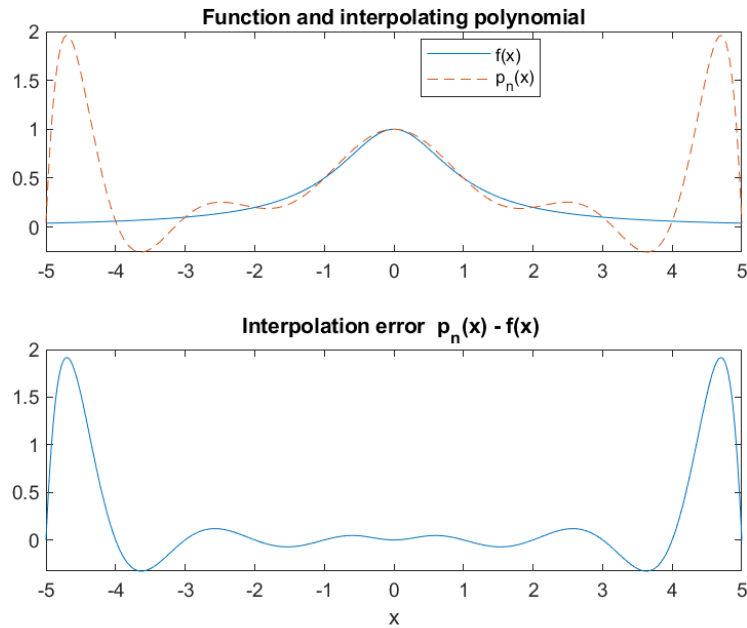 Function and interpolating polynomial
2
1.5
1
0.5
0
f(x)
p_n(x)
-5 -4 -3 -2 -1 0 1 2 3 4 5
Interpolation error p_n(x) - f(x)
2
1.5
1
0.5
0
-5 -4 -3 -2 -1 0 1 2 3 4 5
x